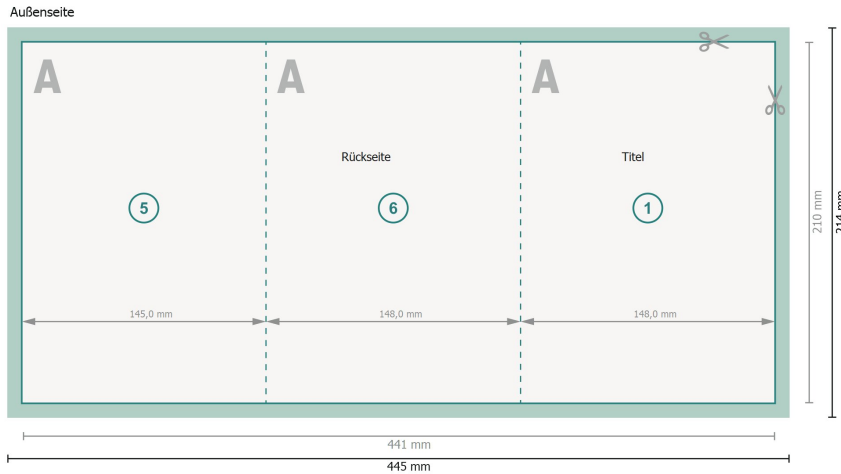 Außenseite
A
A
A
Rückseite
Titel
5
6
1
145,0 mm
148,0 mm
148,0 mm
210 mm
214 mm
441 mm
445 mm